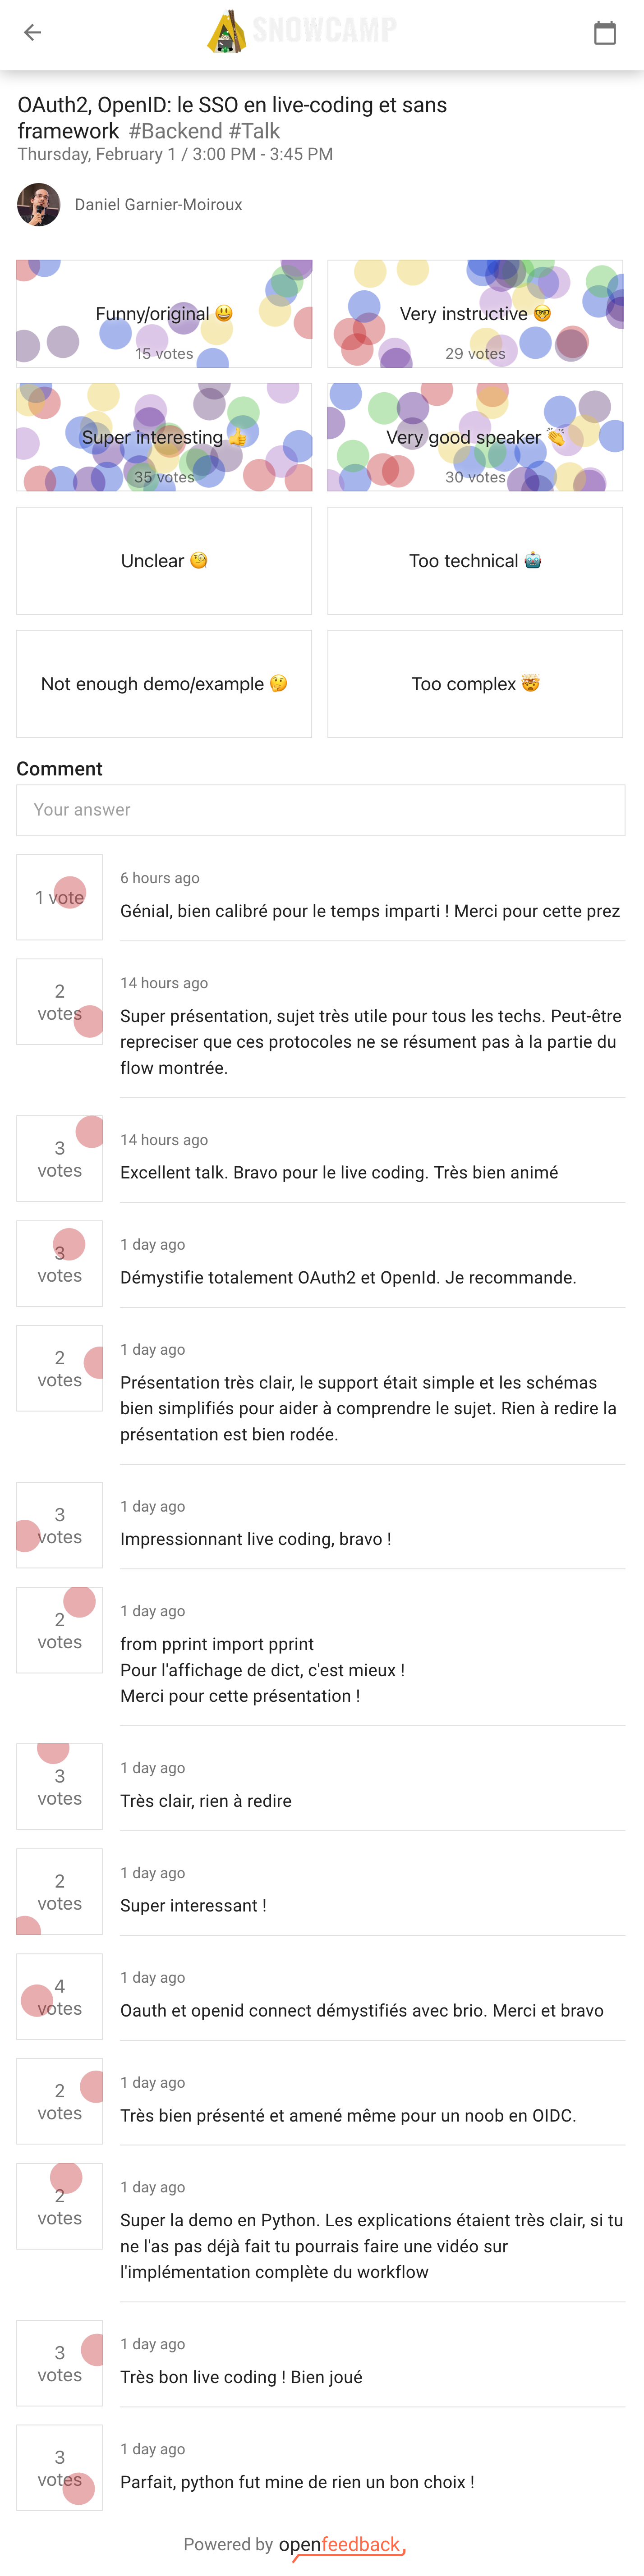 SNOWCAMP
OAuth2, OpenID: le SSO en live-coding et sans
framework #Backend #Talk
Thursday, February 1 / 3:00 PM - 3:45 PM
Daniel Garnier-Moiroux
Funny/original 😃
15 votes
Very instructive 🤓
29 votes
Super interesting 👍
35 votes
Very good speaker 👏
30 votes
Unclear 🧐
Too technical 🤖
Not enough demo/example 🤔
Too complex 🤯
Comment
Your answer
1 vote
6 hours ago
Génial, bien calibré pour le temps imparti ! Merci pour cette prez
2
votes
14 hours ago
Super présentation, sujet très utile pour tous les techs. Peut-être
repreciser que ces protocoles ne se résument pas à la partie du
flow montrée.
3
votes
14 hours ago
Excellent talk. Bravo pour le live coding. Très bien animé
3
votes
1 day ago
Démystifie totalement OAuth2 et OpenId. Je recommande.
2
votes
1 day ago
Présentation très clair, le support était simple et les schémas
bien simplifiés pour aider à comprendre le sujet. Rien à redire la
présentation est bien rodée.
3
votes
1 day ago
Impressionnant live coding, bravo !
2
votes
1 day ago
from pprint import pprint
Pour l'affichage de dict, c'est mieux !
Merci pour cette présentation !
3
votes
1 day ago
Très clair, rien à redire
2
votes
1 day ago
Super interessant !
4
votes
1 day ago
Oauth et openid connect démystifiés avec brio. Merci et bravo
2
votes
1 day ago
Très bien présenté et amené même pour un noob en OIDC.
2
votes
1 day ago
Super la demo en Python. Les explications étaient très clair, si tu
ne l'as pas déjà fait tu pourrais faire une vidéo sur
l'implémentation complète du workflow
3
votes
1 day ago
Très bon live coding ! Bien joué
3
votes
1 day ago
Parfait, python fut mine de rien un bon choix !
Powered by openfeedback